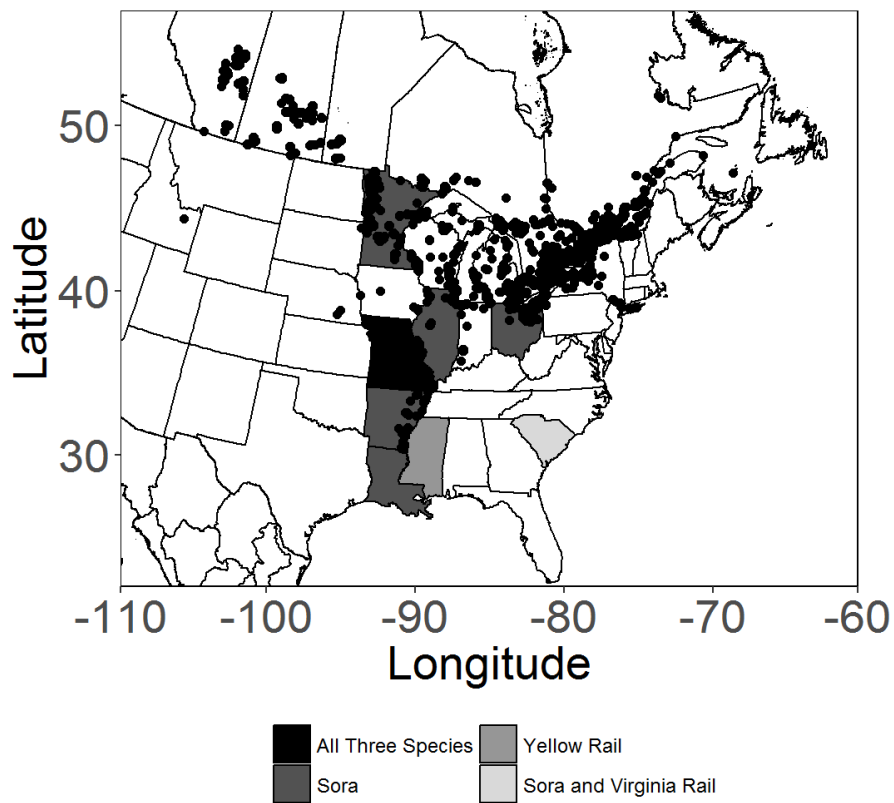 50
40
30
Latitude
-110 -100 -90 -80 -70 -60
Longitude
All Three Species Yellow Rail
Sora Sora and Virginia Rail